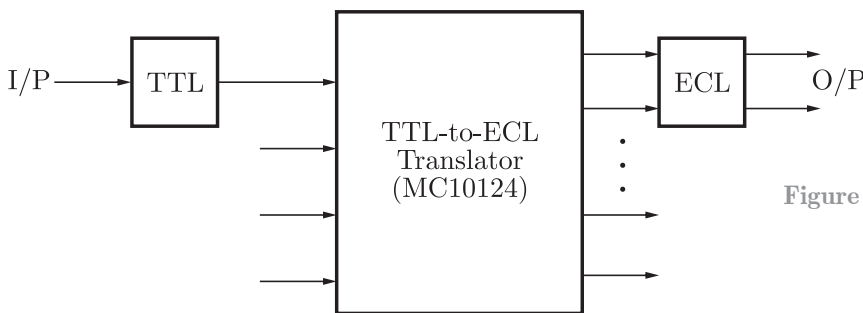 I/P
TTL
TTL-to-ECL
Translator
(MC10124)
ECL
O/P
Figure